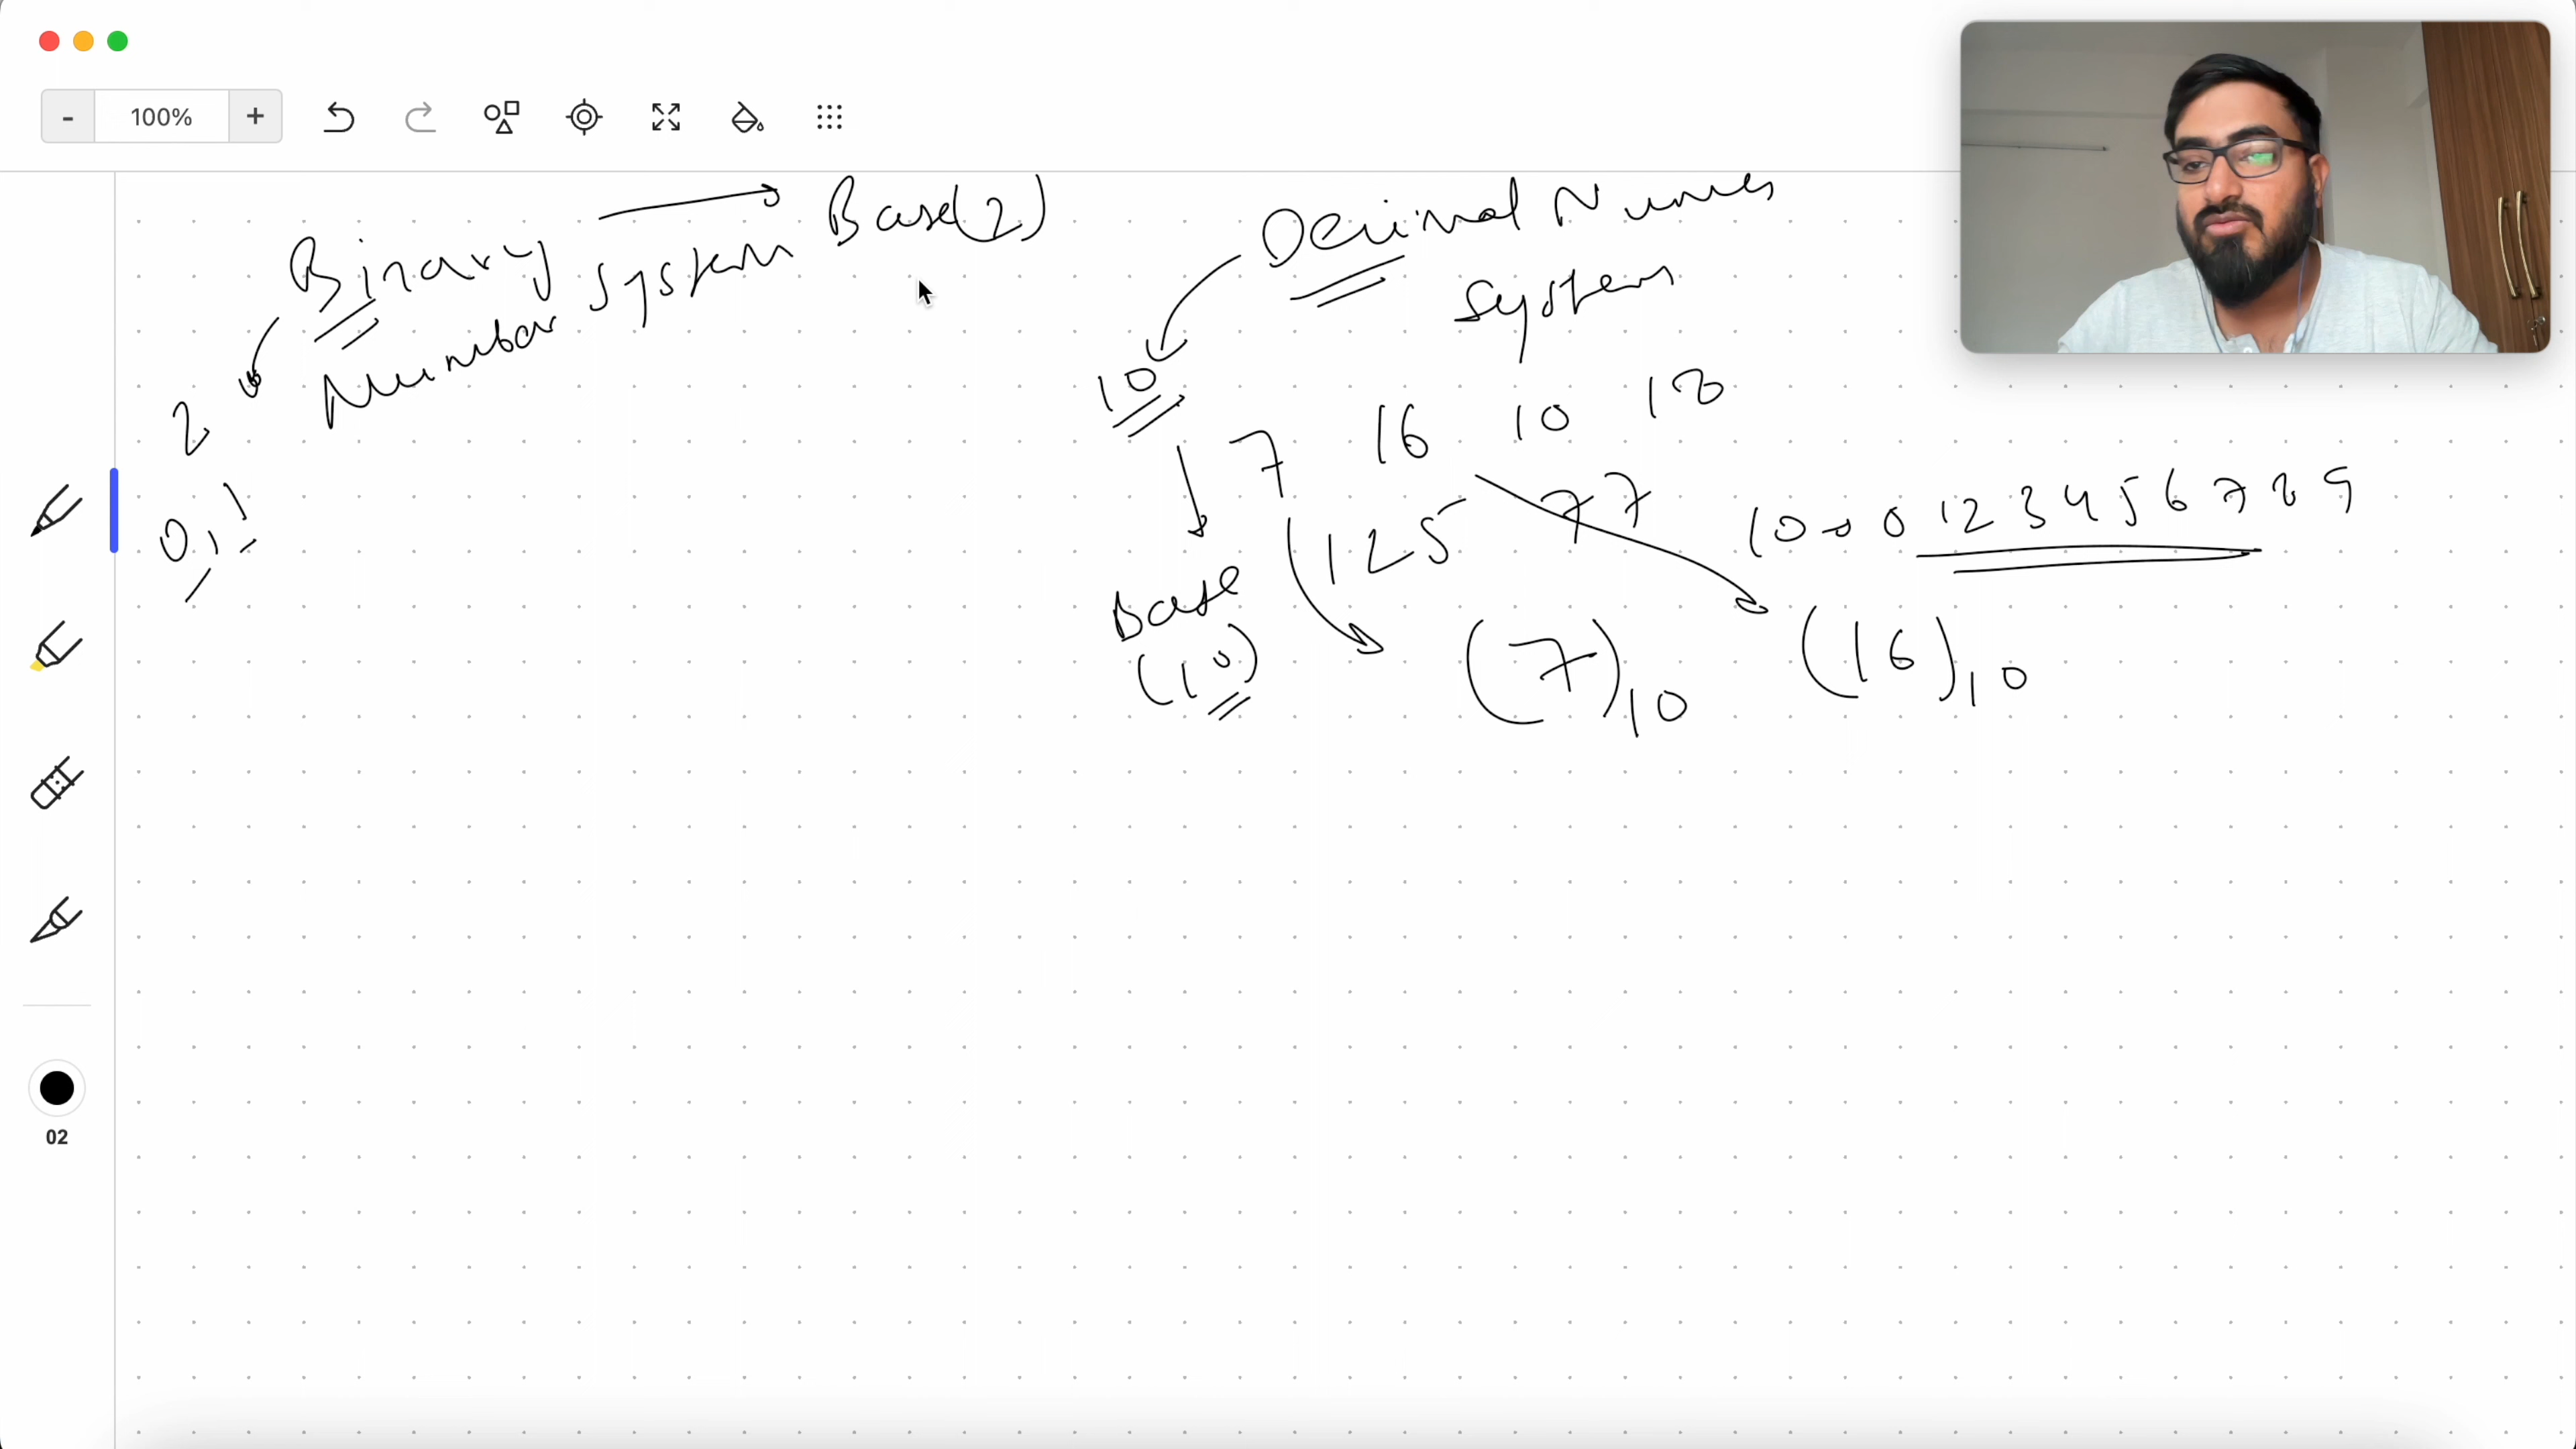 - 100% +
Binary System → Base(2)
Number
2
0, 1
Decimal Numer
System
10
7 16 10 18
125 77
10 → 0 1 2 3 4 5 6 7 8 9
Base
(10)
(7)10 (16)10
02